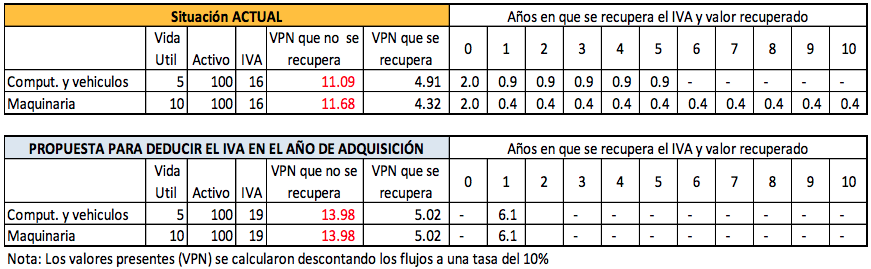 Situación ACTUAL Años en que se recupera el IVA y valor recuperado
Vida Util Activo IVA VPN que no se recupera VPN que se recupera 0 1 2 3 4 5 6 7 8 9 10
Comput. y vehiculos 5 100 16 11.09 4.91 2.0 0.9 0.9 0.9 0.9 0.9 - - - - -
Maquinaria 10 100 16 11.68 4.32 2.0 0.4 0.4 0.4 0.4 0.4 0.4 0.4 0.4 0.4 0.4
PROPUESTA PARA DEDUCIR EL IVA EN EL AÑO DE ADQUISICIÓN Años en que se recupera el IVA y valor recuperado
Vida Util Activo IVA VPN que no se recupera VPN que se recupera 0 1 2 3 4 5 6 7 8 9 10
Comput. y vehiculos 5 100 19 13.98 5.02 - 6.1 - - - - - - - -
Maquinaria 10 100 19 13.98 5.02 - 6.1 - - - - - - - -
Nota: Los valores presentes (VPN) se calcularon descontando los flujos a una tasa del 10%